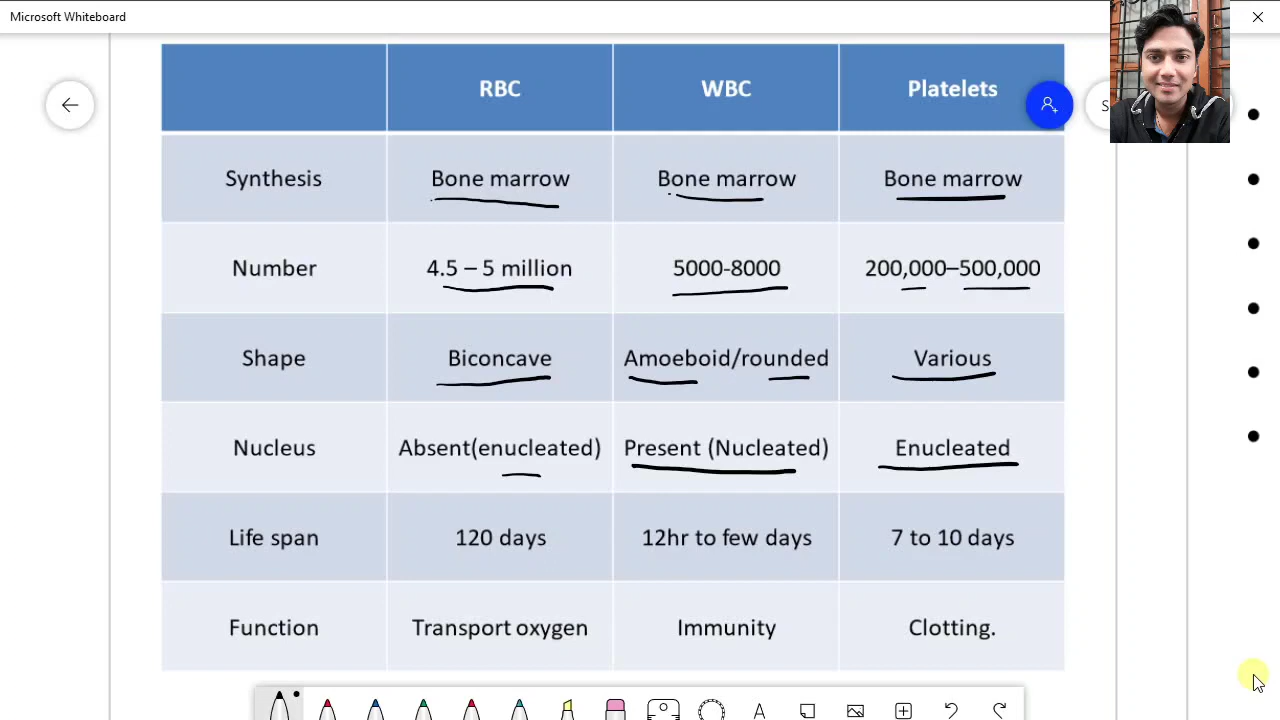 Microsoft Whiteboard
RBC WBC Platelets
S
Synthesis Bone marrow Bone marrow Bone marrow
Number 4.5 – 5 million 5000-8000 200,000–500,000
Shape Biconcave Amoeboid/rounded Various
Nucleus Absent(enucleated) Present (Nucleated) Enucleated
Life span 120 days 12hr to few days 7 to 10 days
Function Transport oxygen Immunity Clotting.